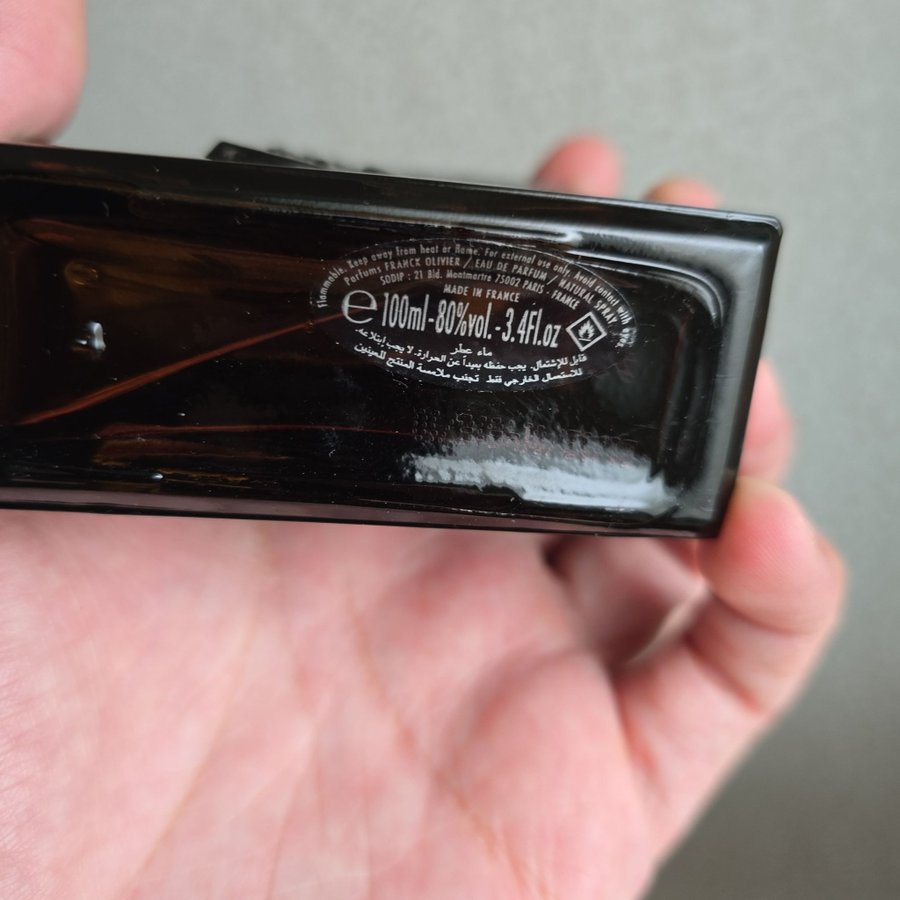 Flammable. Keep away from heat or flame. For external use only. Avoid contact with eyes.
Parfums FRANCK OLIVIER / EAU DE PARFUM / NATURAL SPRAY
SODIP : 21 Bld. Montmartre 75002 PARIS - FRANCE
MADE IN FRANCE
℮ 100ml-80%vol.-3.4Fl.oz
ماء عطر
قابل للإشتعال. يجب حفظه بعيداً عن الحرارة. لا يجب إبتلاعه
للاستعمال الخارجي فقط تجنب ملامسة المنتج للعينين